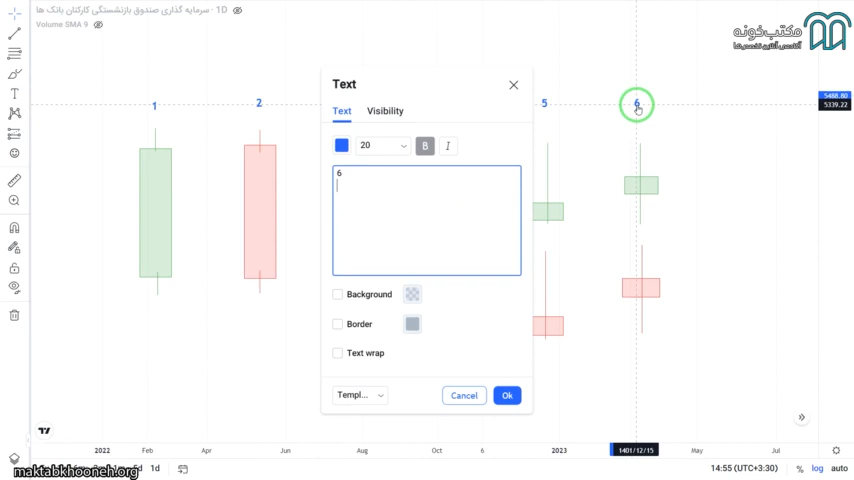 سرمایه گذاری صندوق بازنشستگی کارکنان بانک ها · 1D
Volume SMA 9
مکتب‌خونه
آکادمی آنلاین تخصص‌ها
1
2
5
6
Text
Text
Visibility
20
B
I
6
Background
Border
Text wrap
Templ...
Cancel
Ok
5488.80
5339.22
2022
Feb
Apr
Jun
Aug
Oct
6
2023
1401/12/15
May
Jul
maktabkhooneh.org
1d
14:55 (UTC+3:30)
%
log
auto